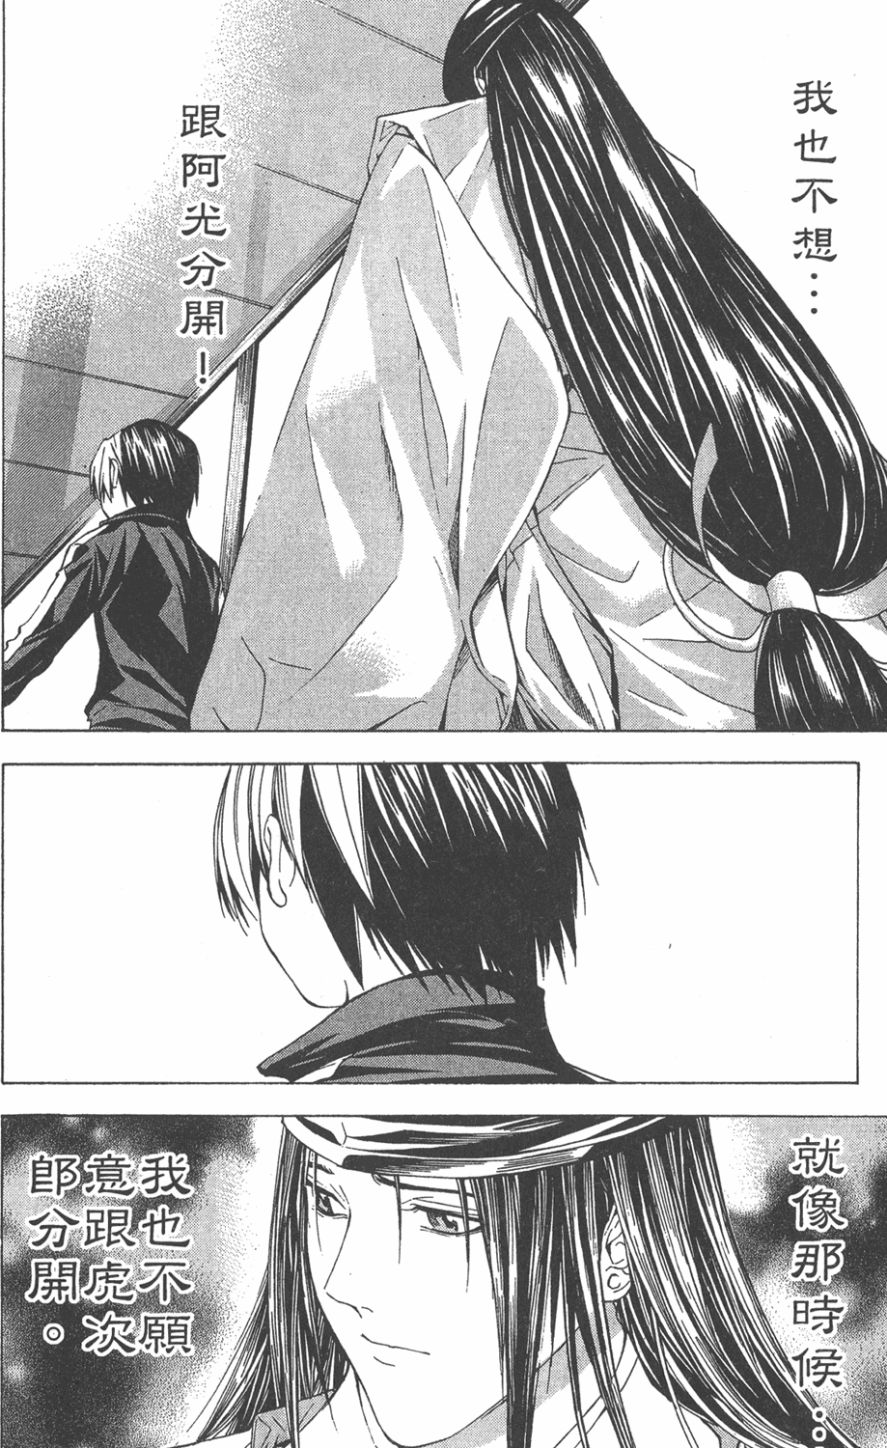 我也不想…
跟阿光分開！
就像那時候…
我也不願
意跟虎次
郎分開。